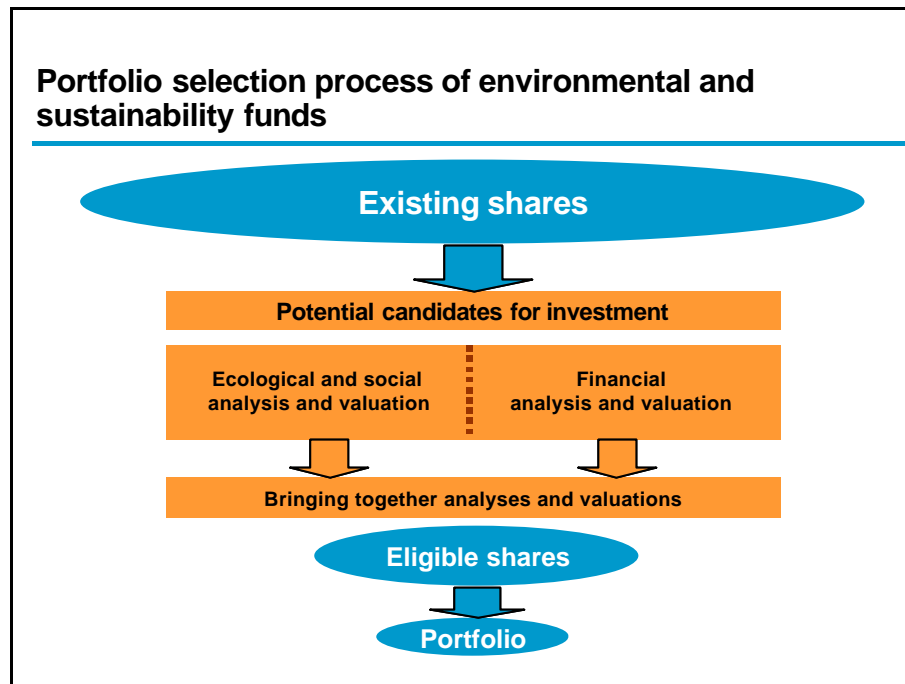 Portfolio selection process of environmental and
sustainability funds
Existing shares
Potential candidates for investment
Ecological and social
analysis and valuation
Financial
analysis and valuation
Bringing together analyses and valuations
Eligible shares
Portfolio